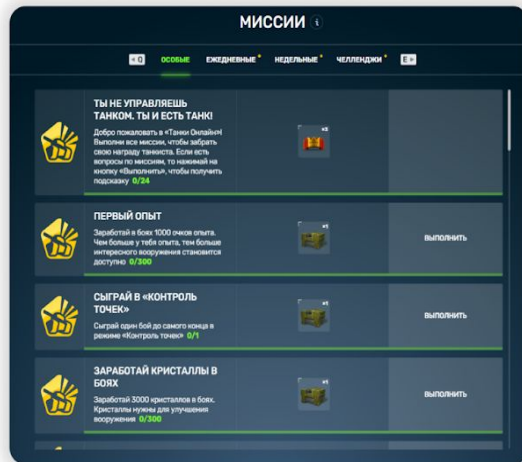 МИССИИ i
Q ОСОБЫЕ ЕЖЕДНЕВНЫЕ НЕДЕЛЬНЫЕ ЧЕЛЛЕНДЖИ E
ТЫ НЕ УПРАВЛЯЕШЬ
ТАНКОМ. ТЫ И ЕСТЬ ТАНК!
Добро пожаловать в «Танки Онлайн»!
Выполни все миссии, чтобы забрать
свою награду танкиста. Если есть
вопросы по миссиям, то нажимай на
кнопку «Выполнить», чтобы получить
подсказку 0/24
ПЕРВЫЙ ОПЫТ
Заработай в боях 1000 очков опыта.
Чем больше у тебя опыта, тем больше
интересного вооружения становится
доступно 0/300
×1
ВЫПОЛНИТЬ
СЫГРАЙ В «КОНТРОЛЬ
ТОЧЕК»
Сыграй один бой до самого конца в
режиме «Контроль точек» 0/1
×1
ВЫПОЛНИТЬ
ЗАРАБОТАЙ КРИСТАЛЛЫ В
БОЯХ
Заработай 3000 кристаллов в боях.
Кристаллы нужны для улучшения
вооружения 0/300
×1
ВЫПОЛНИТЬ